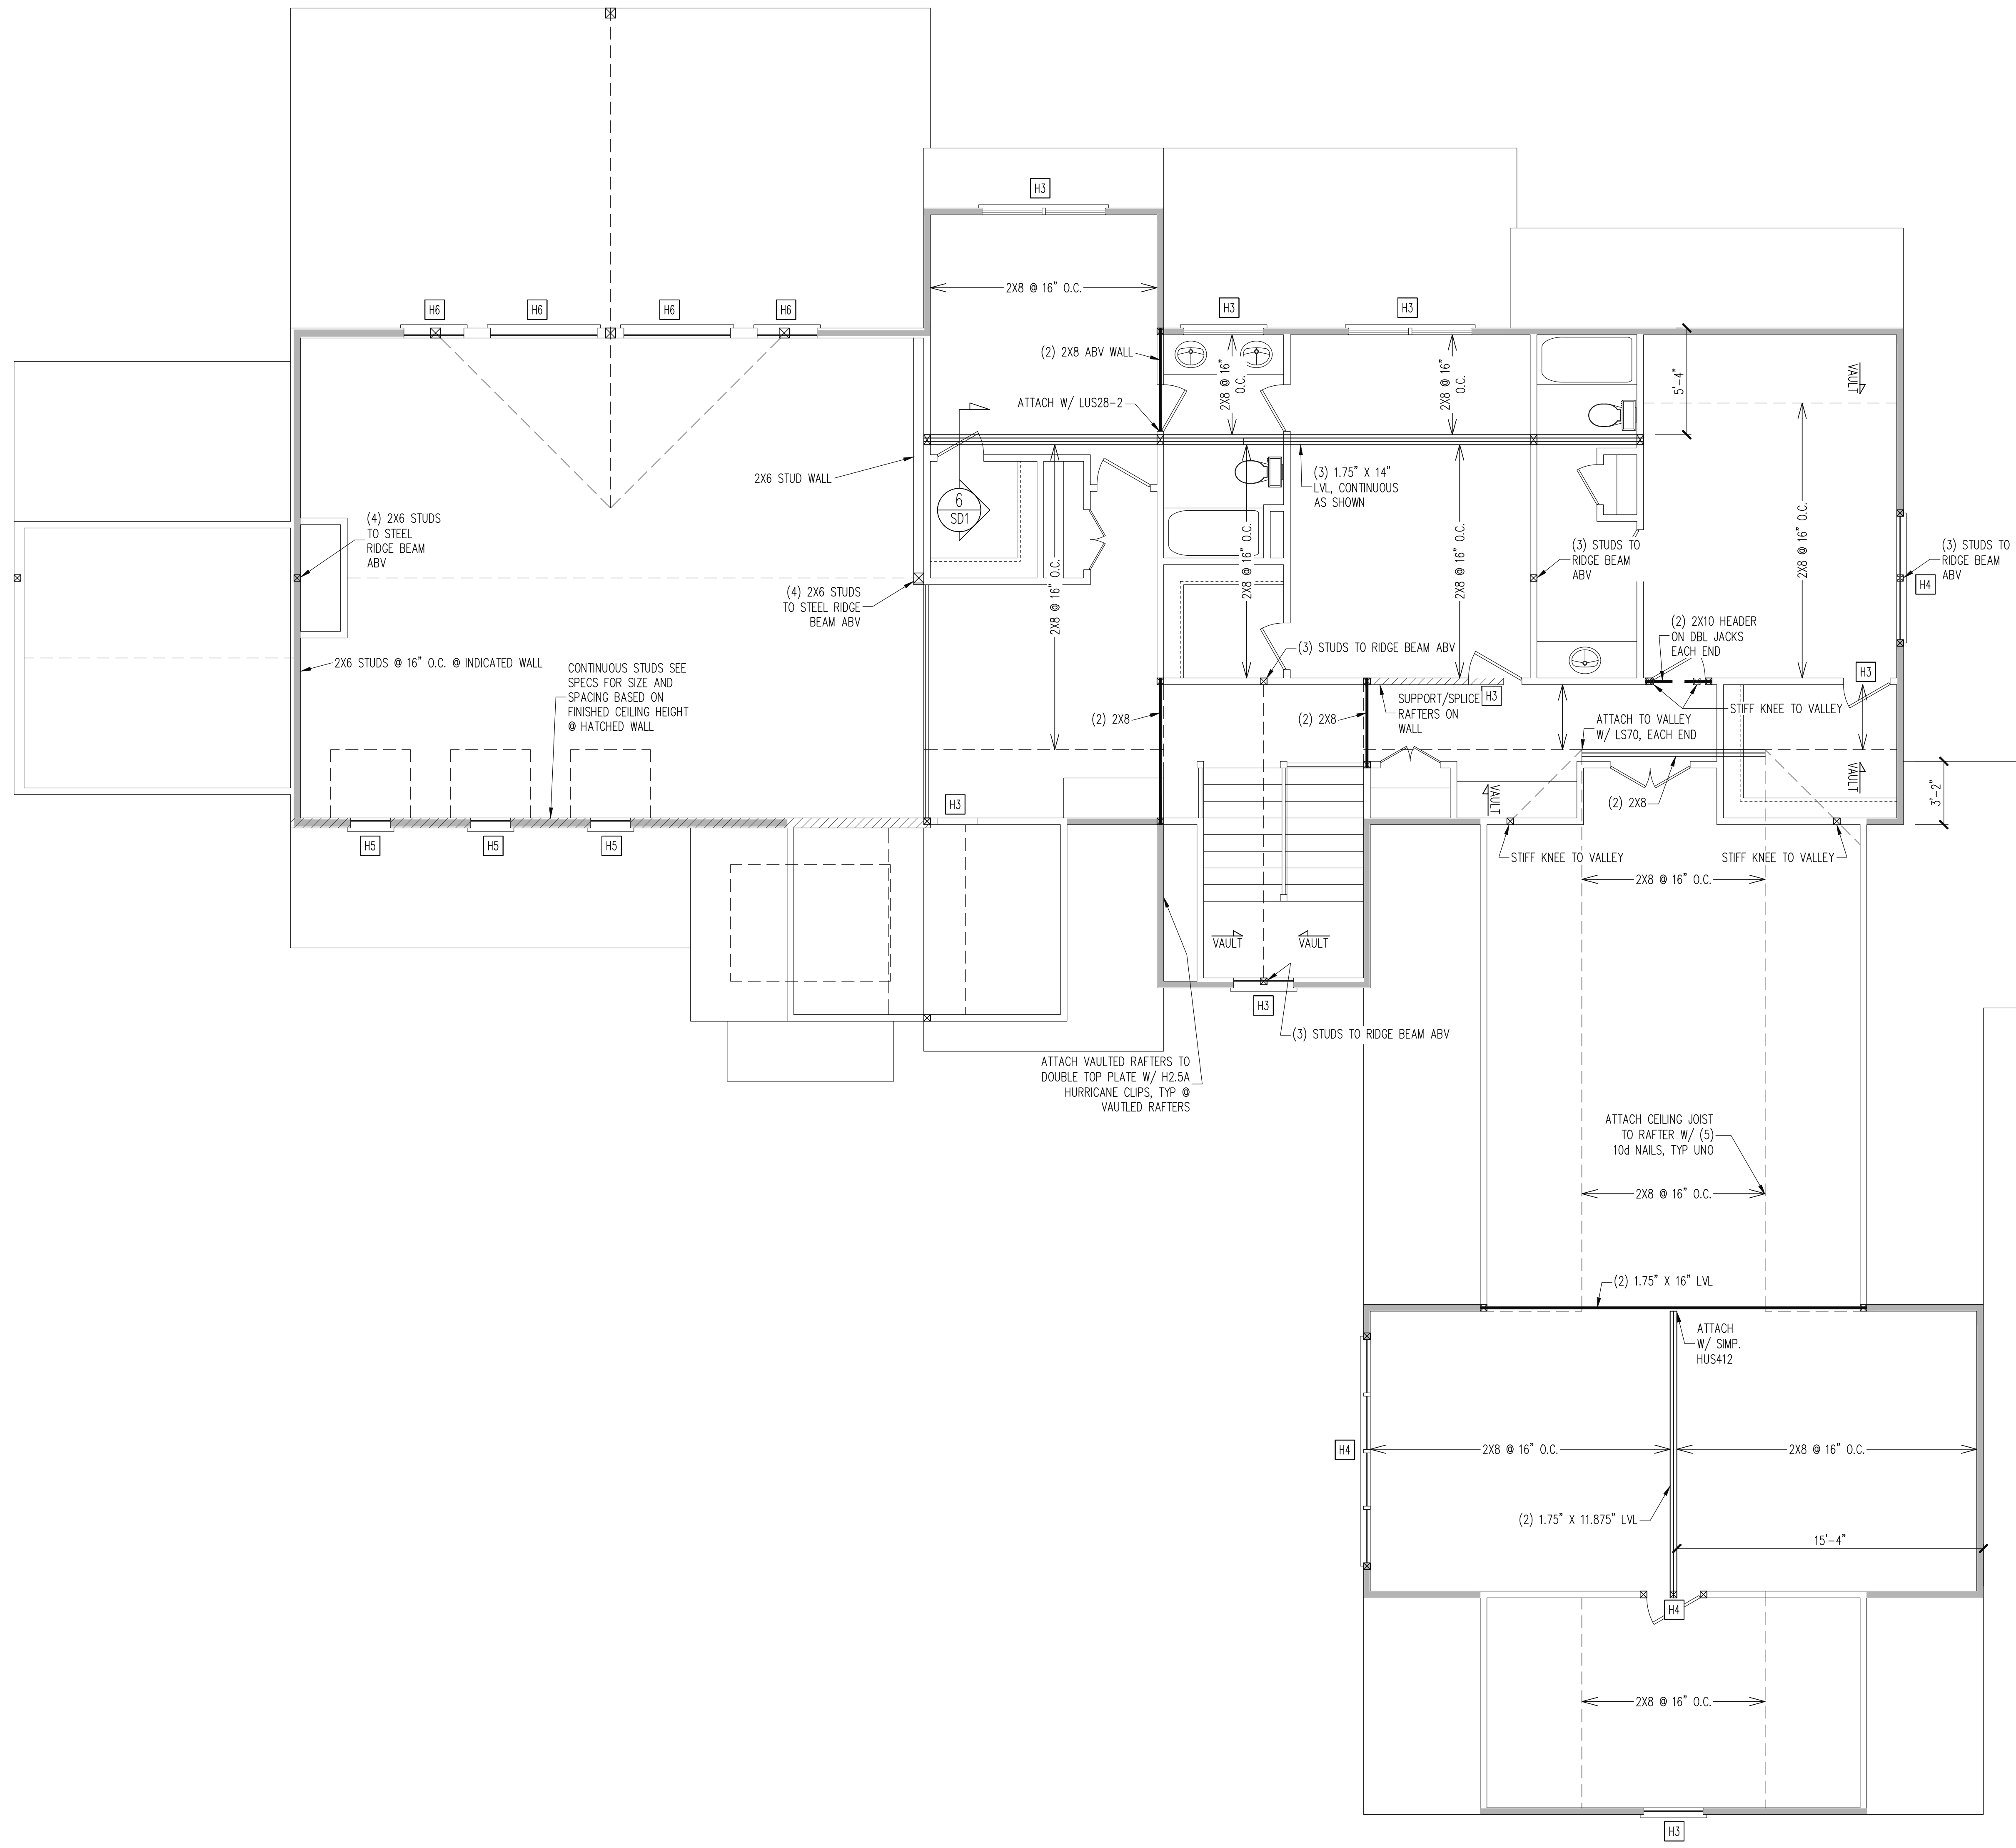 H3
2X8 @ 16" O.C.
H6
H6
H6
H6
H3
H3
(2) 2X8 ABV WALL
2X8 @ 16"
O.C.
2X8 @ 16"
O.C.
5'-4"
VAULT
ATTACH W/ LUS28-2
2X6 STUD WALL
6
SD1
(3) 1.75" X 14"
LVL, CONTINUOUS
AS SHOWN
(4) 2X6 STUDS
TO STEEL
RIDGE BEAM
ABV
2X8 @ 16" O.C.
2X8 @ 16" O.C.
2X8 @ 16" O.C.
2X8 @ 16" O.C.
(3) STUDS TO
RIDGE BEAM
ABV
(3) STUDS TO
RIDGE BEAM
ABV
H4
(4) 2X6 STUDS
TO STEEL RIDGE
BEAM ABV
(2) 2X10 HEADER
ON DBL JACKS
EACH END
2X6 STUDS @ 16" O.C. @ INDICATED WALL
CONTINUOUS STUDS SEE
SPECS FOR SIZE AND
SPACING BASED ON
FINISHED CEILING HEIGHT
@ HATCHED WALL
(3) STUDS TO RIDGE BEAM ABV
H3
SUPPORT/SPLICE
RAFTERS ON
WALL
H3
STIFF KNEE TO VALLEY
(2) 2X8
(2) 2X8
ATTACH TO VALLEY
W/ LS70, EACH END
VAULT
VAULT
3'-2"
(2) 2X8
H3
H5
H5
H5
STIFF KNEE TO VALLEY
STIFF KNEE TO VALLEY
2X8 @ 16" O.C.
VAULT
VAULT
H3
(3) STUDS TO RIDGE BEAM ABV
ATTACH VAULTED RAFTERS TO
DOUBLE TOP PLATE W/ H2.5A
HURRICANE CLIPS, TYP @
VAUTLED RAFTERS
ATTACH CEILING JOIST
TO RAFTER W/ (5)
10d NAILS, TYP UNO
2X8 @ 16" O.C.
(2) 1.75" X 16" LVL
ATTACH
W/ SIMP.
HUS412
H4
2X8 @ 16" O.C.
2X8 @ 16" O.C.
(2) 1.75" X 11.875" LVL
15'-4"
H4
2X8 @ 16" O.C.
H3